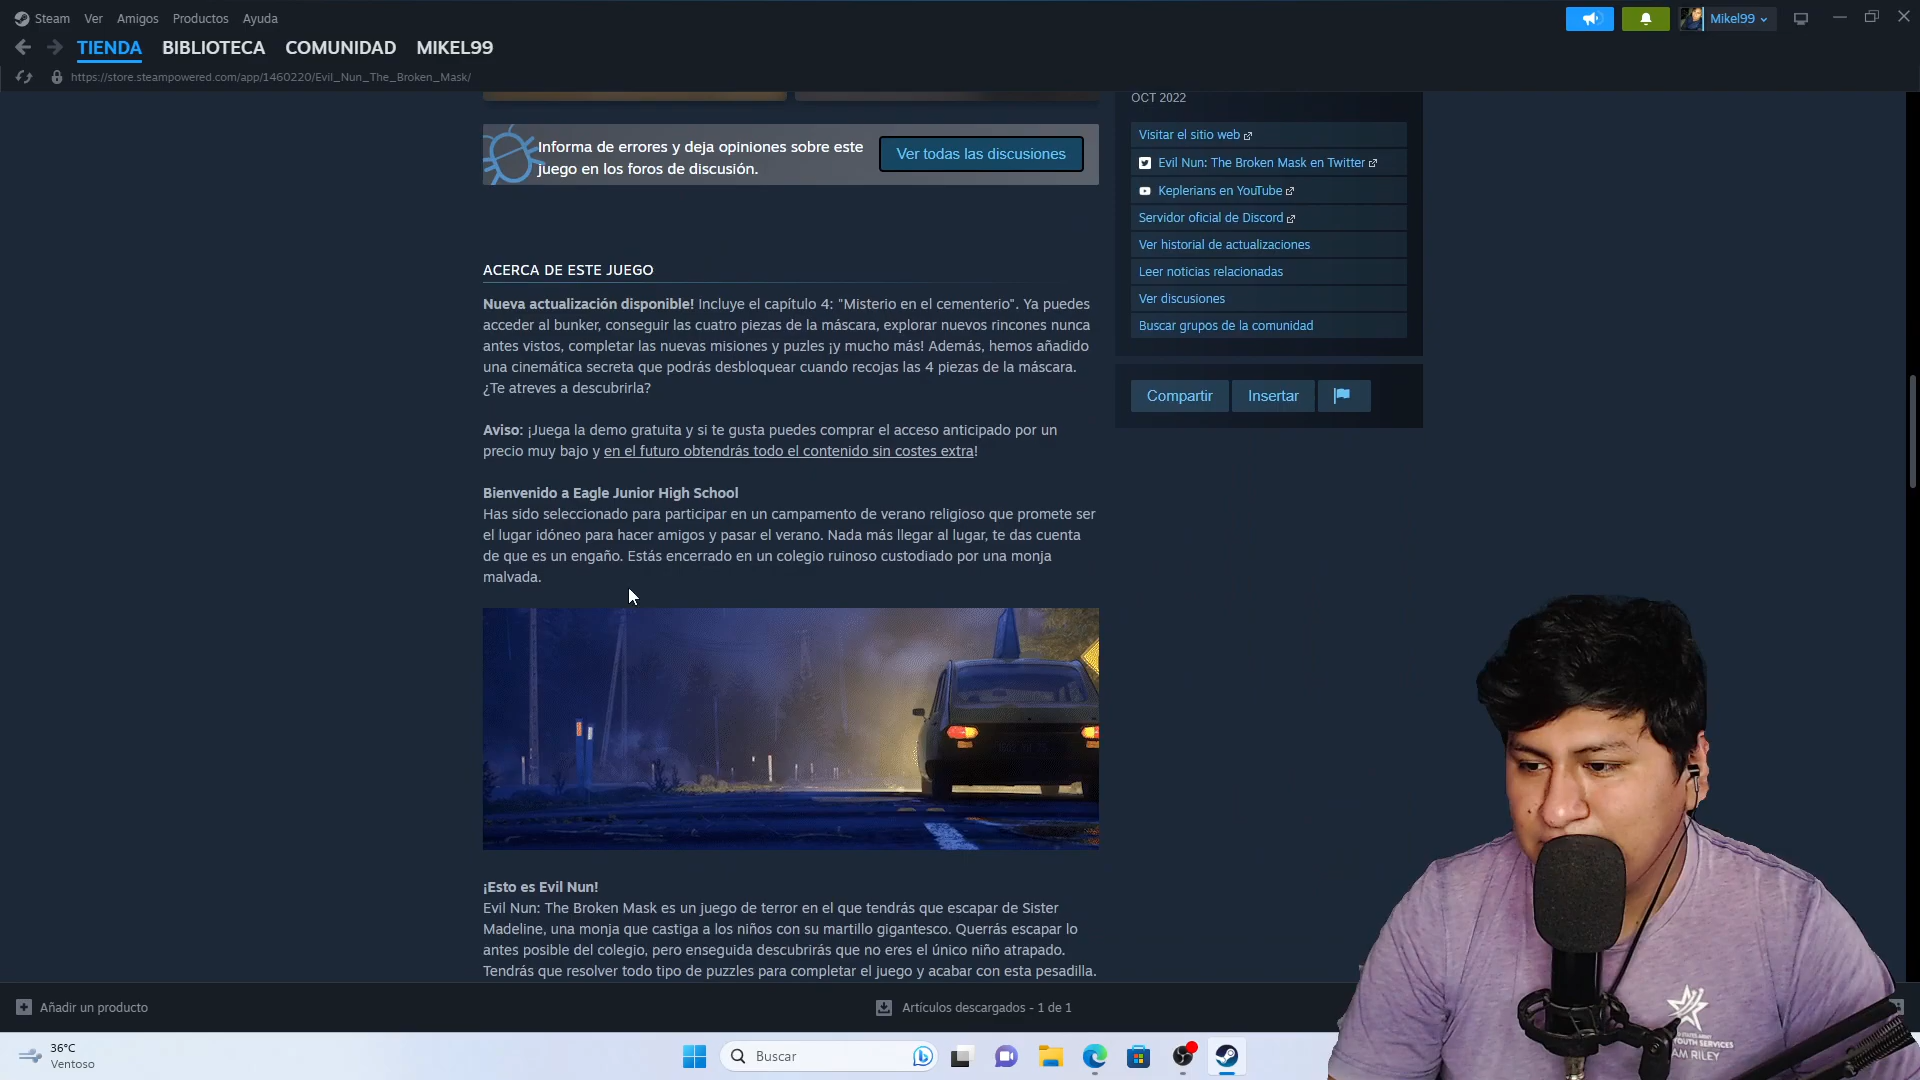 Steam Ver Amigos Productos Ayuda
Mikel99
TIENDA BIBLIOTECA COMUNIDAD MIKEL99
https://store.steampowered.com/app/1460220/Evil_Nun_The_Broken_Mask/
Informa de errores y deja opiniones sobre este
juego en los foros de discusión.
Ver todas las discusiones
ACERCA DE ESTE JUEGO
Nueva actualización disponible! Incluye el capítulo 4: "Misterio en el cementerio". Ya puedes
acceder al bunker, conseguir las cuatro piezas de la máscara, explorar nuevos rincones nunca
antes vistos, completar las nuevas misiones y puzles ¡y mucho más! Además, hemos añadido
una cinemática secreta que podrás desbloquear cuando recojas las 4 piezas de la máscara.
¿Te atreves a descubrirla?
Aviso: ¡Juega la demo gratuita y si te gusta puedes comprar el acceso anticipado por un
precio muy bajo y en el futuro obtendrás todo el contenido sin costes extra!
Bienvenido a Eagle Junior High School
Has sido seleccionado para participar en un campamento de verano religioso que promete ser
el lugar idóneo para hacer amigos y pasar el verano. Nada más llegar al lugar, te das cuenta
de que es un engaño. Estás encerrado en un colegio ruinoso custodiado por una monja
malvada.
¡Esto es Evil Nun!
Evil Nun: The Broken Mask es un juego de terror en el que tendrás que escapar de Sister
Madeline, una monja que castiga a los niños con su martillo gigantesco. Querrás escapar lo
antes posible del colegio, pero enseguida descubrirás que no eres el único niño atrapado.
Tendrás que resolver todo tipo de puzzles para completar el juego y acabar con esta pesadilla.
OCT 2022
Visitar el sitio web
Evil Nun: The Broken Mask en Twitter
Keplerians en YouTube
Servidor oficial de Discord
Ver historial de actualizaciones
Leer noticias relacionadas
Ver discusiones
Buscar grupos de la comunidad
Compartir Insertar
Añadir un producto
Artículos descargados - 1 de 1
36°C
Ventoso
Buscar
AM RILEY